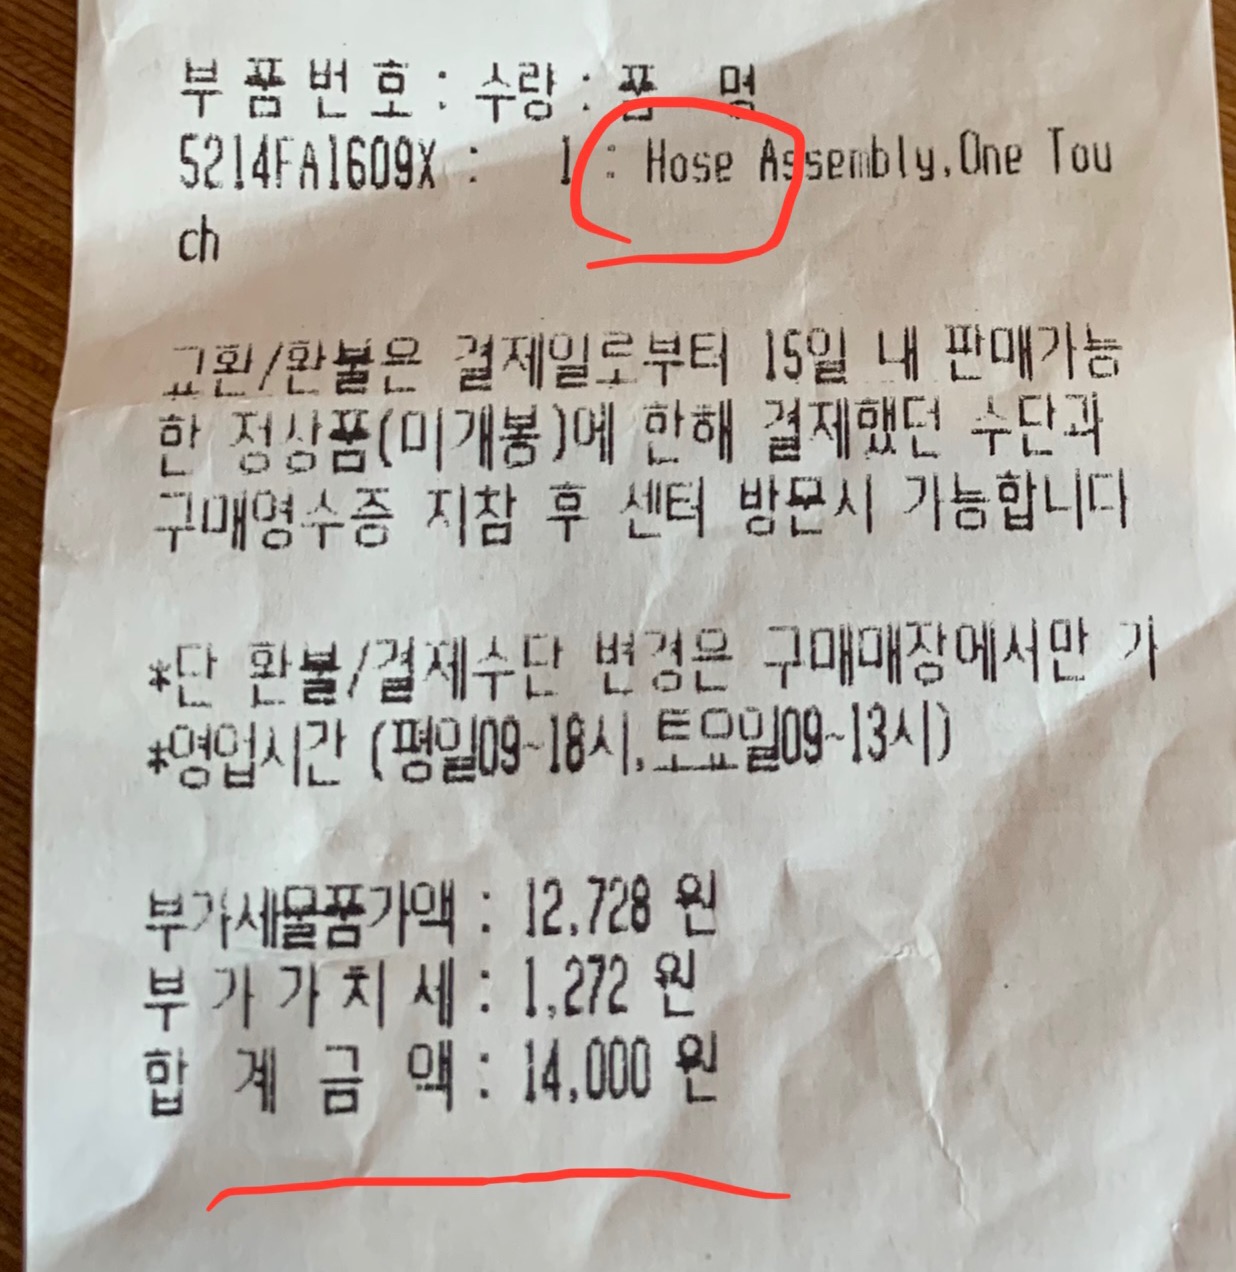 부 품 번 호 : 수량 : 품 명
5214FA1609X : 1 : Hose Assembly,One Tou
ch
교환/환불은 결제일로부터 15일 내 판매가능
한 정상품(미개봉)에 한해 결제했던 수단과
구매영수증 지참 후 센터 방문시 가능합니다
*단 환불/결제수단 변경은 구매매장에서만 가
*영업시간 (평일09~18시,토요일09~13시)
부가세물품가액 : 12,728 원
부 가 가 치 세 : 1,272 원
합 계 금 액 : 14,000 원